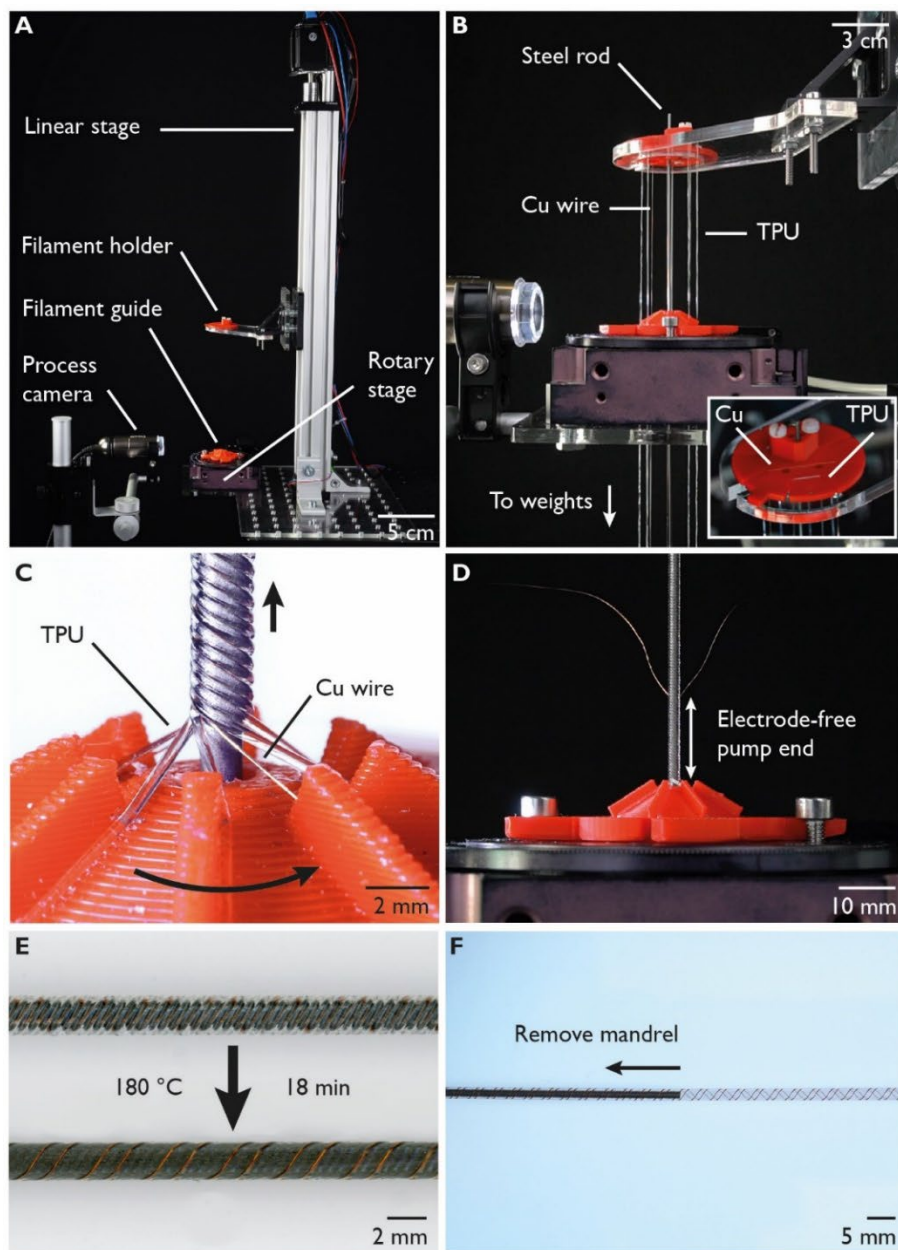 A
Linear stage
Filament holder
Filament guide
Process
camera
Rotary
stage
5 cm
B
3 cm
Steel rod
Cu wire
TPU
Cu
TPU
To weights
C
TPU
Cu wire
2 mm
D
Electrode-free
pump end
10 mm
E
180 °C
18 min
2 mm
F
Remove mandrel
5 mm